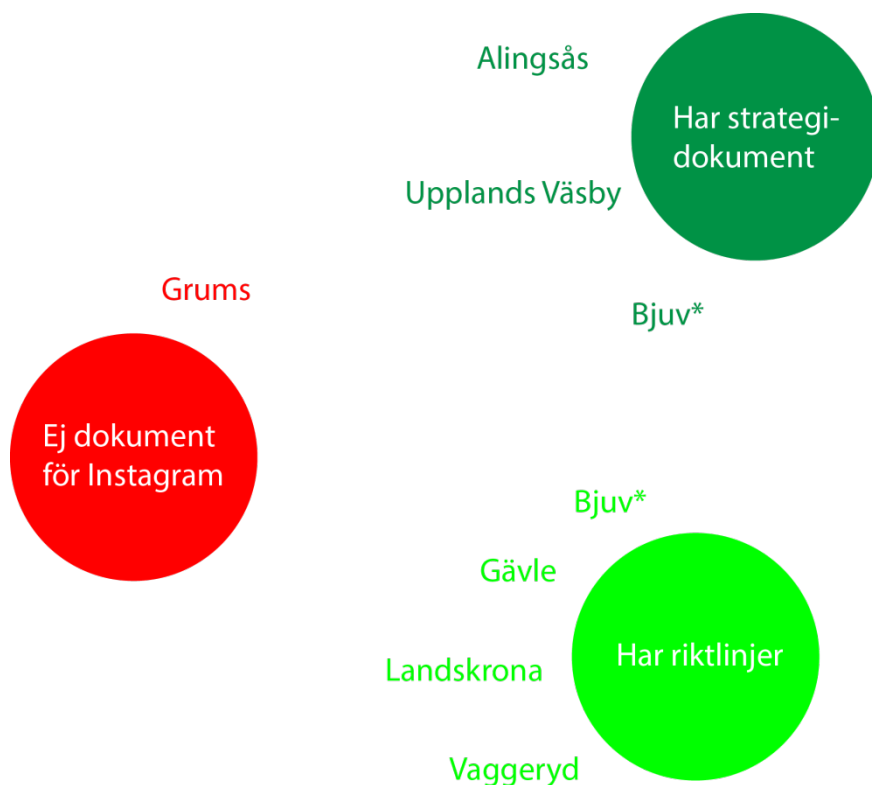 Alingsås
Har strategi-
dokument
Upplands Väsby
Grums
Bjuv*
Ej dokument
för Instagram
Bjuv*
Gävle
Landskrona
Har riktlinjer
Vaggeryd